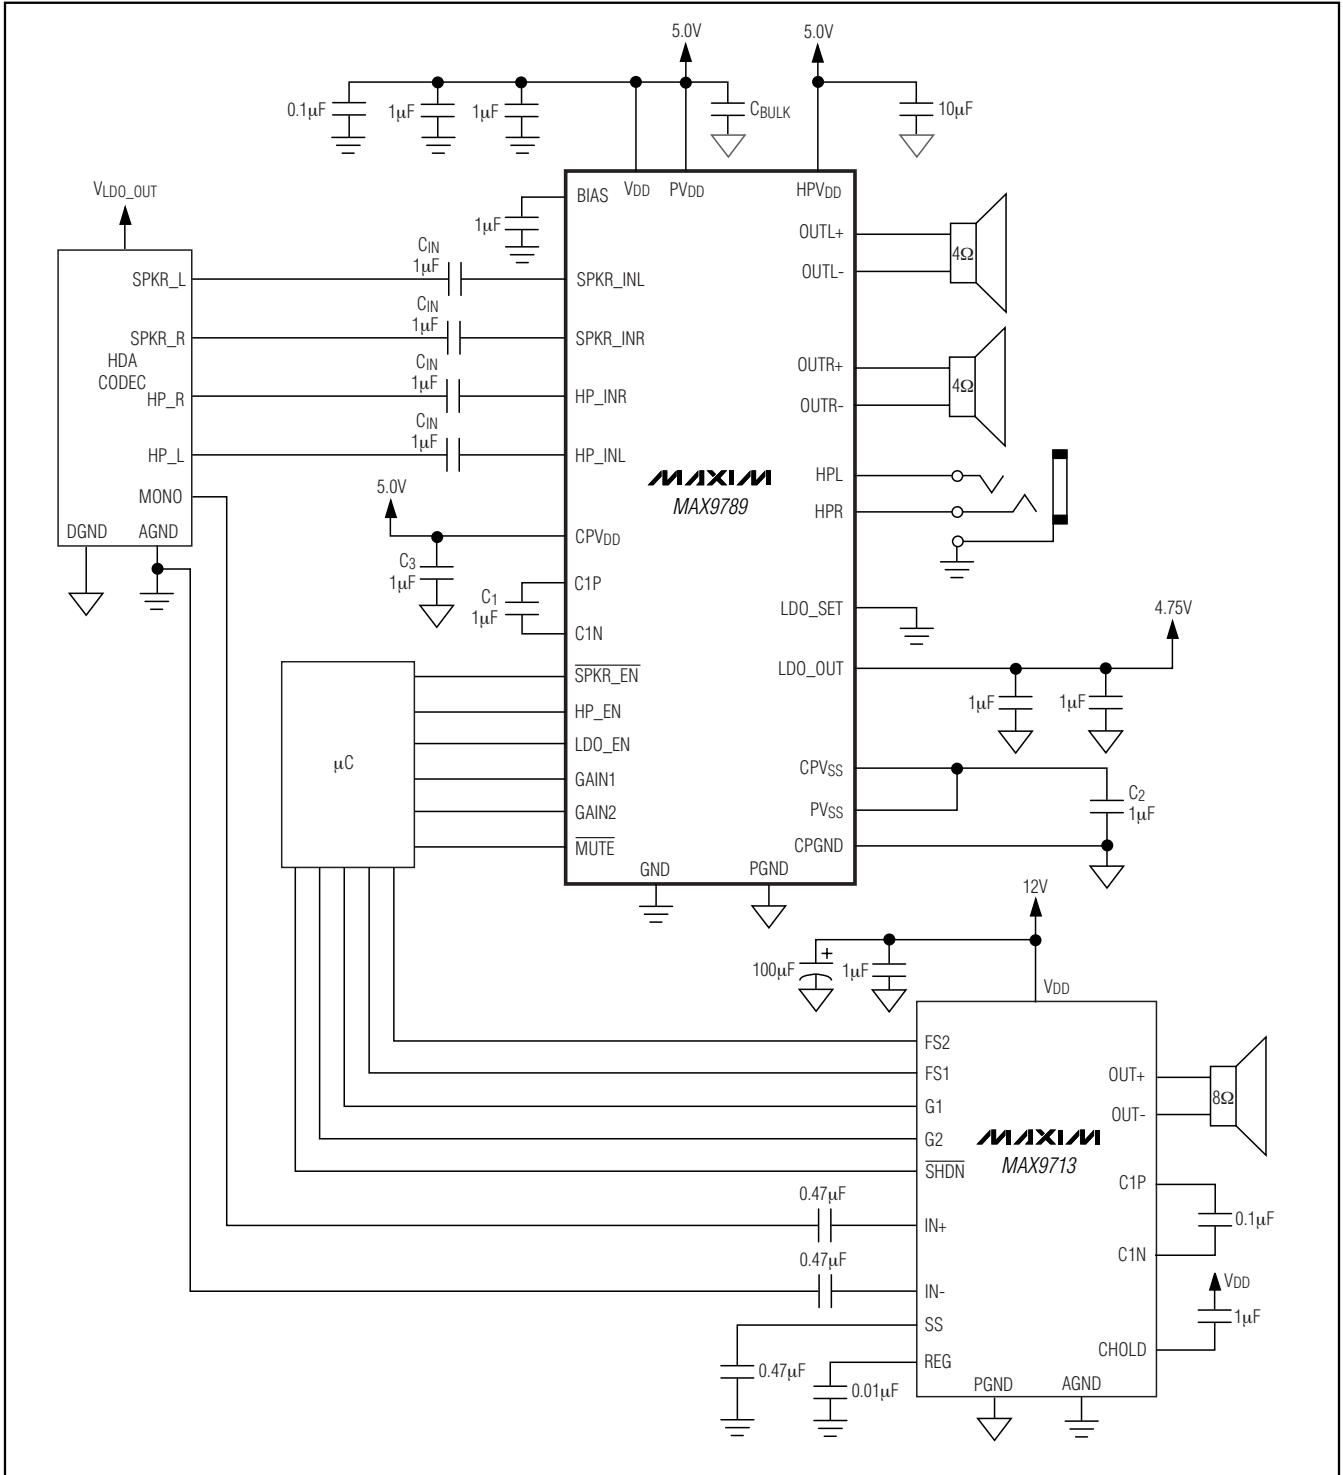 5.0V
5.0V
0.1µF
1µF
1µF
CBULK
10µF
VLDO_OUT
BIAS
VDD
PVDD
HPVDD
1µF
OUTL+
OUTL-
4Ω
SPKR_L
CIN
1µF
SPKR_INL
SPKR_R
CIN
1µF
SPKR_INR
HDA
CODEC
HP_R
CIN
1µF
HP_INR
OUTR+
OUTR-
4Ω
HP_L
CIN
1µF
HP_INL
MONO
DGND
AGND
MAXIM
MAX9789
HPL
HPR
5.0V
CPVDD
C3
1µF
C1P
C1
1µF
C1N
LDO_SET
4.75V
LDO_OUT
1µF
1µF
µC
SPKR_EN
HP_EN
LDO_EN
GAIN1
GAIN2
MUTE
CPVSS
PVSS
C2
1µF
CPGND
GND
PGND
12V
100µF
+
1µF
VDD
FS2
FS1
G1
G2
SHDN
OUT+
OUT-
8Ω
MAXIM
MAX9713
0.47µF
IN+
0.47µF
IN-
C1P
0.1µF
C1N
VDD
1µF
CHOLD
SS
0.47µF
REG
0.01µF
PGND
AGND